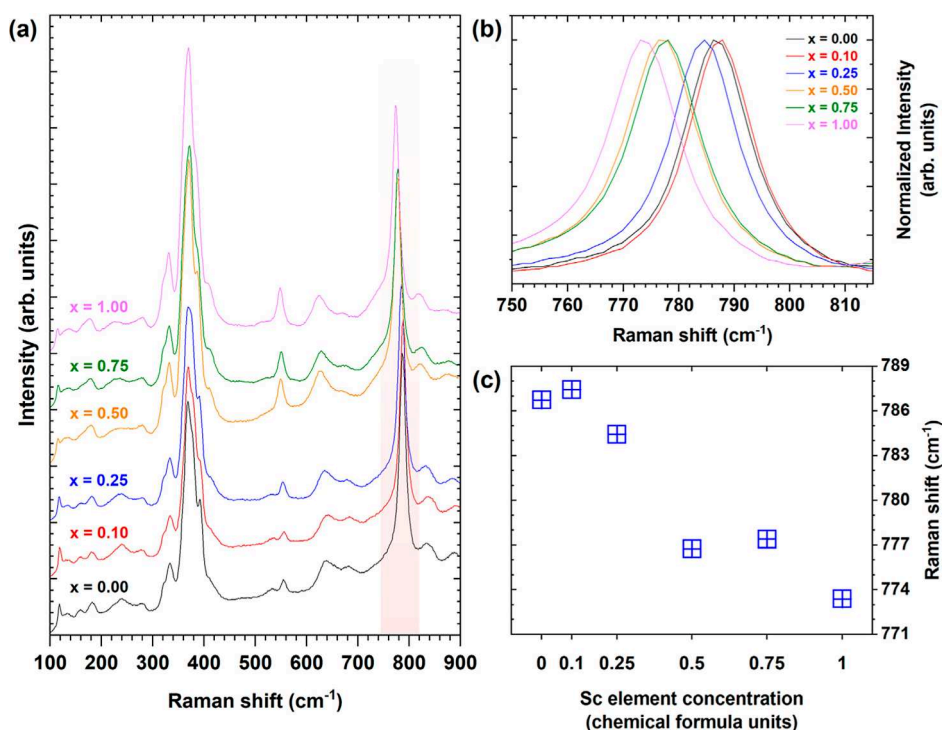 (a)
Intensity (arb. units)
x = 1.00
x = 0.75
x = 0.50
x = 0.25
x = 0.10
x = 0.00
100 200 300 400 500 600 700 800 900
Raman shift (cm⁻¹)
(b)
x = 0.00
x = 0.10
x = 0.25
x = 0.50
x = 0.75
x = 1.00
Normalized Intensity
(arb. units)
750 760 770 780 790 800 810
Raman shift (cm⁻¹)
(c)
789
786
783
780
777
774
771
Raman shift (cm⁻¹)
0 0.1 0.25 0.5 0.75 1
Sc element concentration
(chemical formula units)